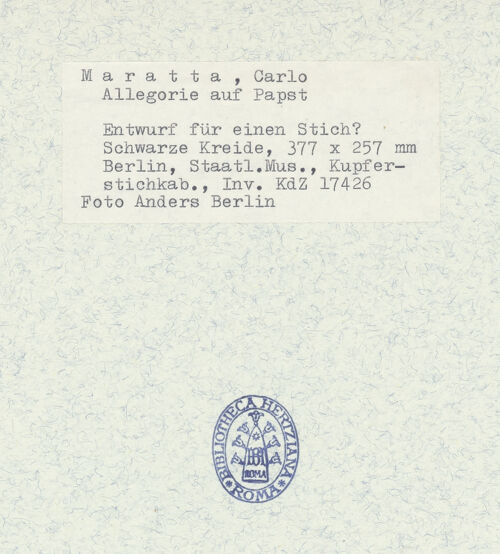 M a r a t t a , Carlo
Allegorie auf Papst
Entwurf für einen Stich?
Schwarze Kreide, 377 x 257 mm
Berlin, Staatl.Mus., Kupfer-
stichkab., Inv. KdZ 17426
Foto Anders Berlin
BIBLIOTHECA HERTZIANA
ROMA
* ROMA *